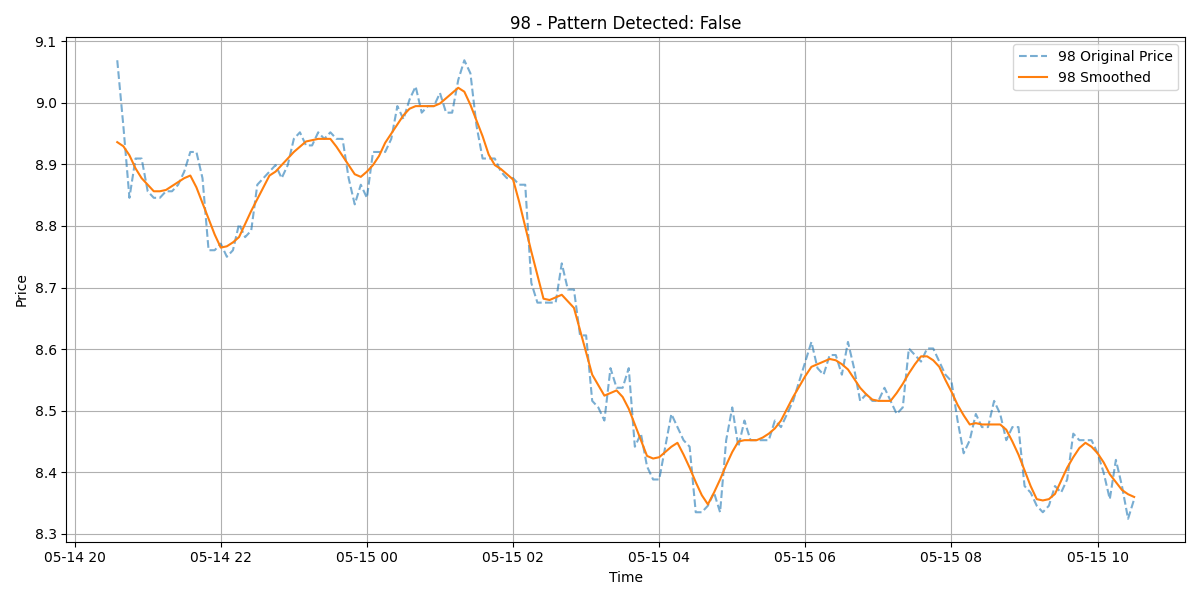 98 - Pattern Detected: False
98 Original Price
98 Smoothed
Price
9.1
9.0
8.9
8.8
8.7
8.6
8.5
8.4
8.3
05-14 20 05-14 22 05-15 00 05-15 02 05-15 04 05-15 06 05-15 08 05-15 10
Time